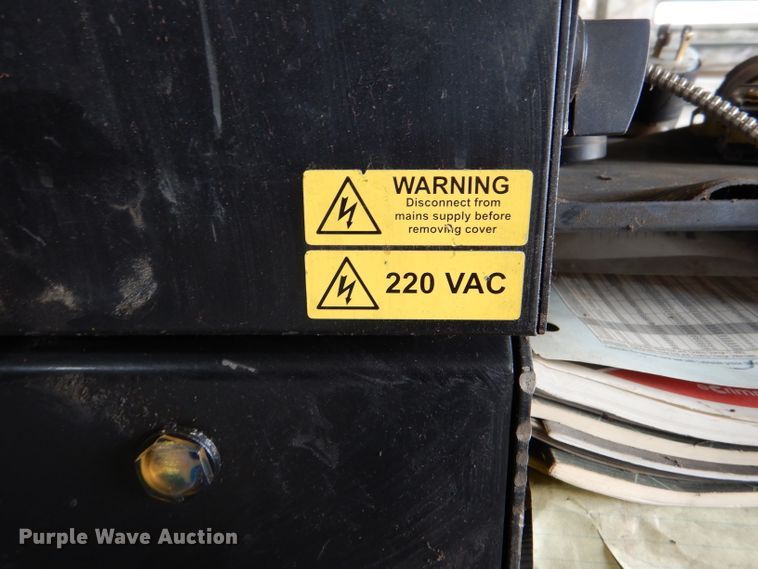 WARNING
Disconnect from
mains supply before
removing cover
220 VAC
Purple Wave Auction